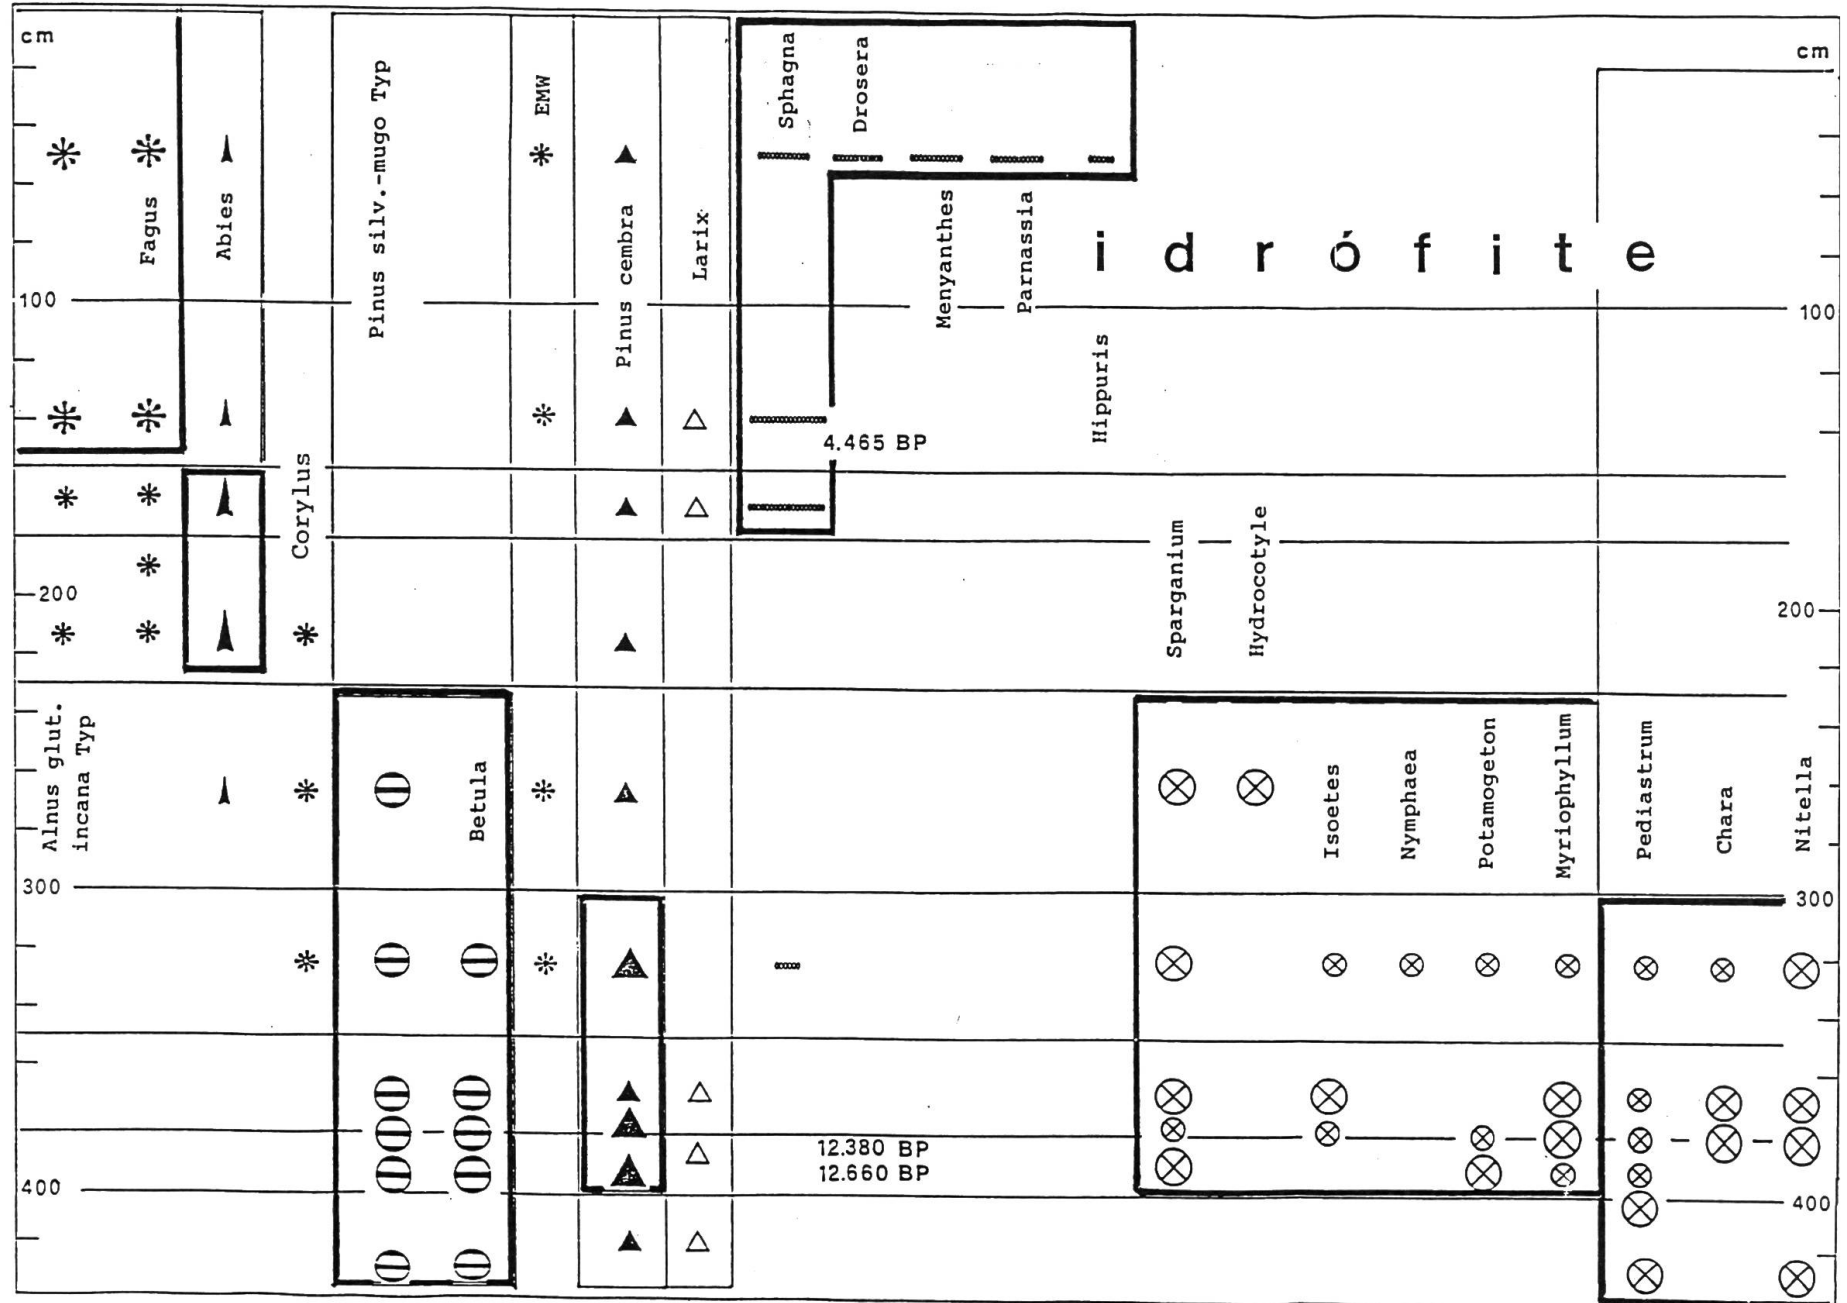 cm
cm
Fagus
Abies
Pinus silv.-mugo Typ
EMW
Pinus cembra
Larix
Sphagna
Drosera
Menyanthes
Parnassia
Hippuris
idrófite
100
100
4.465 BP
Corylus
Sparganium
Hydrocotyle
200
200
Alnus glut.
incana Typ
Betula
Isoetes
Nymphaea
Potamogeton
Myriophyllum
Pediastrum
Chara
Nitella
300
300
12.380 BP
12.660 BP
400
400